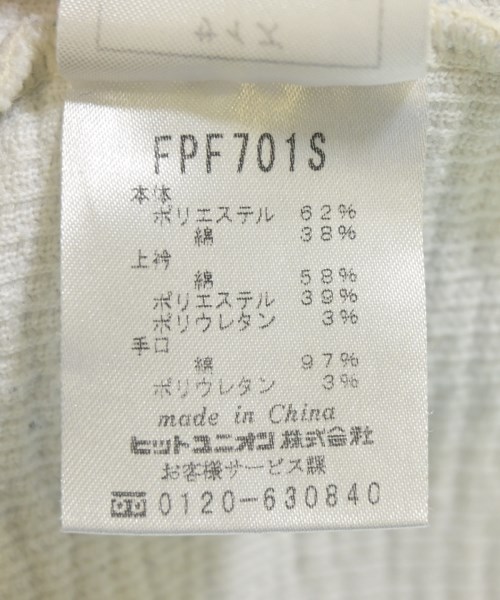 サイズ
FPF701S
本体
ポリエステル 62%
綿 38%
上衿
綿 58%
ポリエステル 39%
ポリウレタン 3%
手口
綿 97%
ポリウレタン 3%
made in China
ヒットユニオン株式会社
お客様サービス課
0120-630840